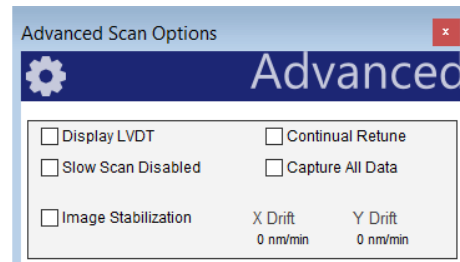 Advanced Scan Options
x
Advanced
Display LVDT
Continual Retune
Slow Scan Disabled
Capture All Data
Image Stabilization
X Drift
Y Drift
0 nm/min
0 nm/min